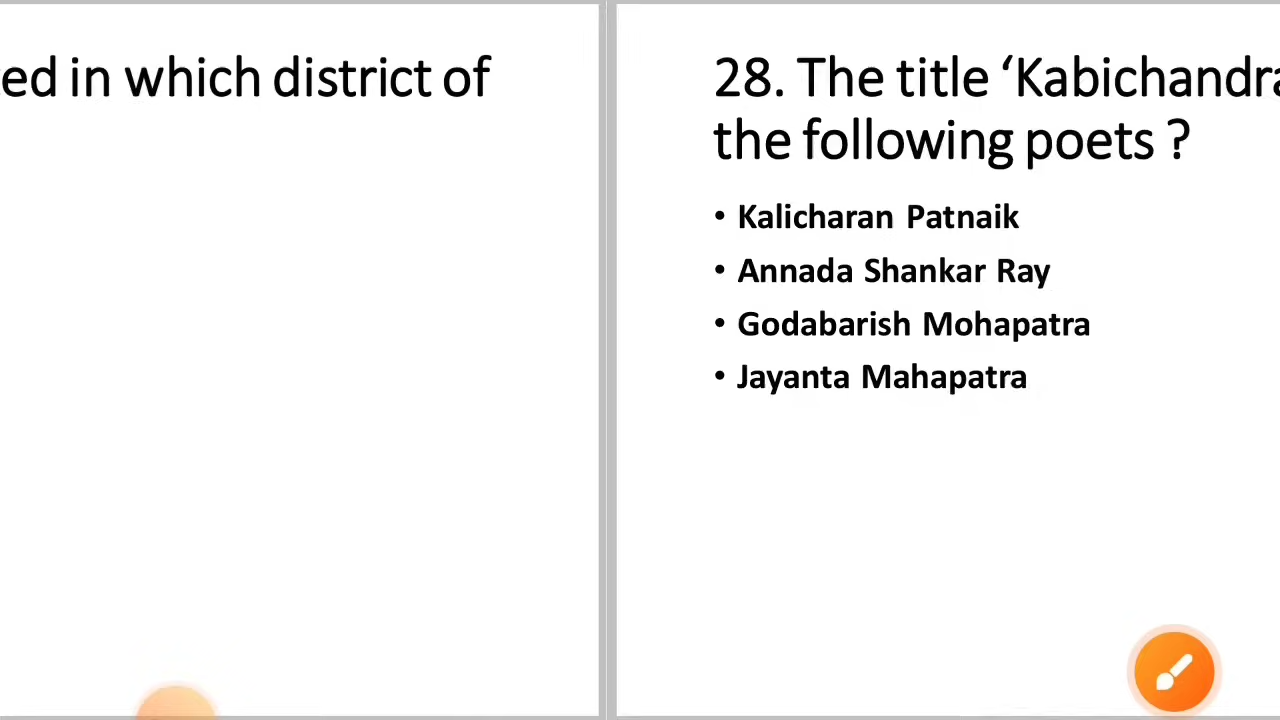 ed in which district of
28. The title ‘Kabichandra
the following poets ?
• Kalicharan Patnaik
• Annada Shankar Ray
• Godabarish Mohapatra
• Jayanta Mahapatra